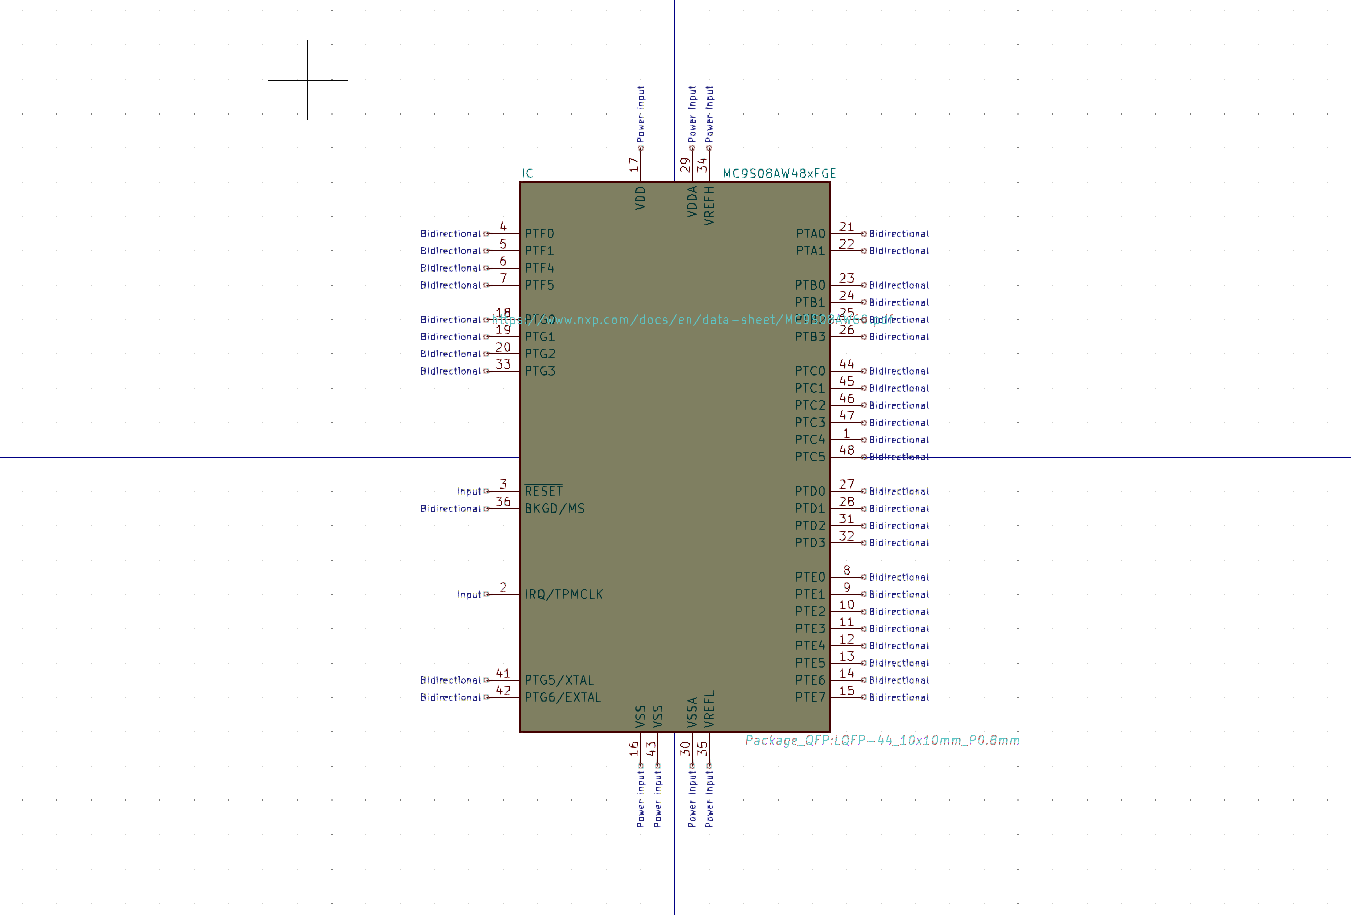 Power Input
Power Input
Power Input
17
29
34
IC
MC9S08AW48xFGE
VDD
VDDA
VREFH
Bidirectional 4 PTF0
PTA0 21 Bidirectional
Bidirectional 5 PTF1
PTA1 22 Bidirectional
Bidirectional 6 PTF4
Bidirectional 7 PTF5
PTB0 23 Bidirectional
PTB1 24 Bidirectional
Bidirectional 18 PTG0
https://www.nxp.com/docs/en/data-sheet/MC9S08AW60.pdf
25 Bidirectional
Bidirectional 19 PTG1
PTB3 26 Bidirectional
Bidirectional 20 PTG2
Bidirectional 33 PTG3
PTC0 44 Bidirectional
PTC1 45 Bidirectional
PTC2 46 Bidirectional
PTC3 47 Bidirectional
PTC4 1 Bidirectional
PTC5 48 Bidirectional
Input 3 RESET
PTD0 27 Bidirectional
Bidirectional 36 BKGD/MS
PTD1 28 Bidirectional
PTD2 31 Bidirectional
PTD3 32 Bidirectional
PTE0 8 Bidirectional
Input 2 IRQ/TPMCLK
PTE1 9 Bidirectional
PTE2 10 Bidirectional
PTE3 11 Bidirectional
PTE4 12 Bidirectional
PTE5 13 Bidirectional
Bidirectional 41 PTG5/XTAL
PTE6 14 Bidirectional
Bidirectional 42 PTG6/EXTAL
PTE7 15 Bidirectional
VSS
VSS
VSSA
VREFL
Package_QFP:LQFP-44_10x10mm_P0.8mm
16
43
30
35
Power Input
Power Input
Power Input
Power Input